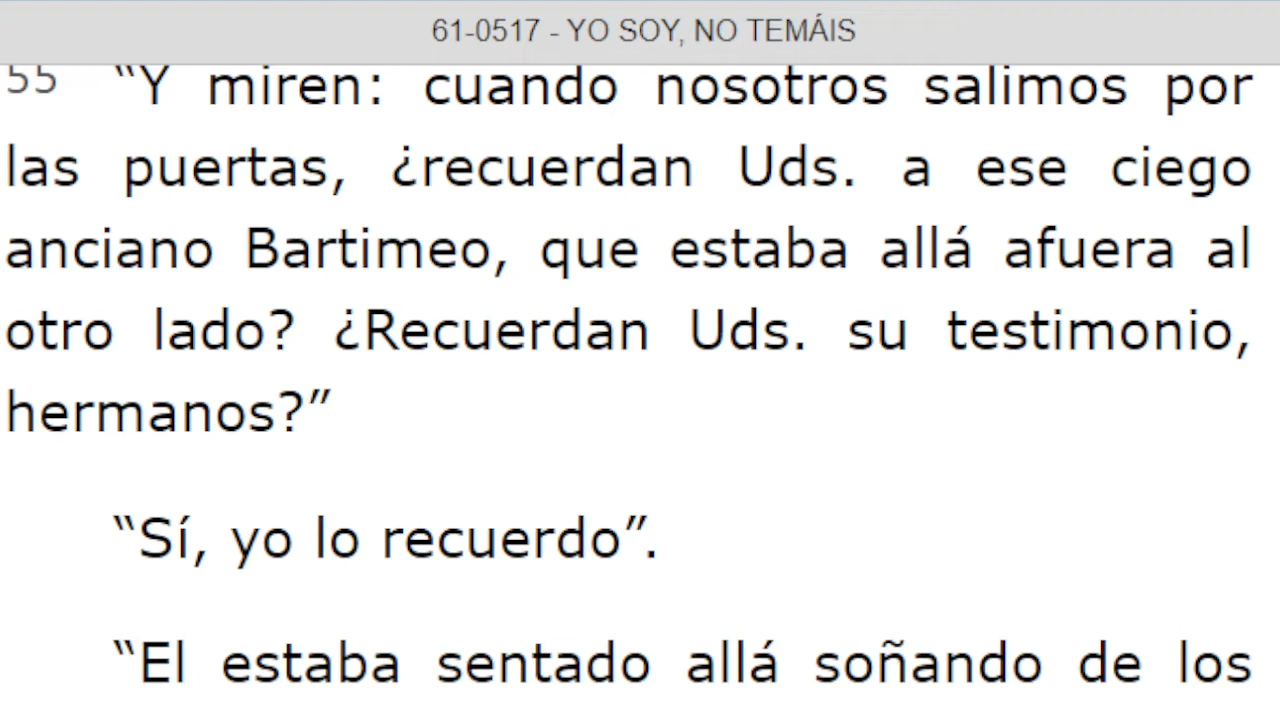 61-0517 - YO SOY, NO TEMÁIS
55 “Y miren: cuando nosotros salimos por
las puertas, ¿recuerdan Uds. a ese ciego
anciano Bartimeo, que estaba allá afuera al
otro lado? ¿Recuerdan Uds. su testimonio,
hermanos?”
“Sí, yo lo recuerdo”.
“El estaba sentado allá soñando de los